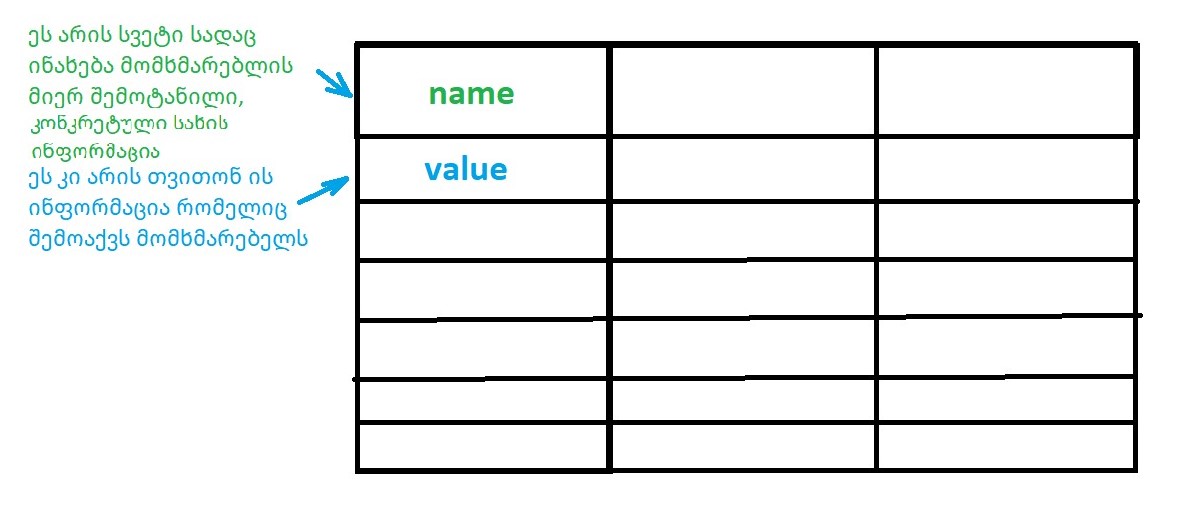 ეს არის სვეტი სადაც
ინახება მომხმარებლის
მიერ შემოტანილი,
კონკრეტული სახის
ინფორმაცია
ეს კი არის თვითონ ის
ინფორმაცია რომელიც
შემოაქვს მომხმარებელს
name
value